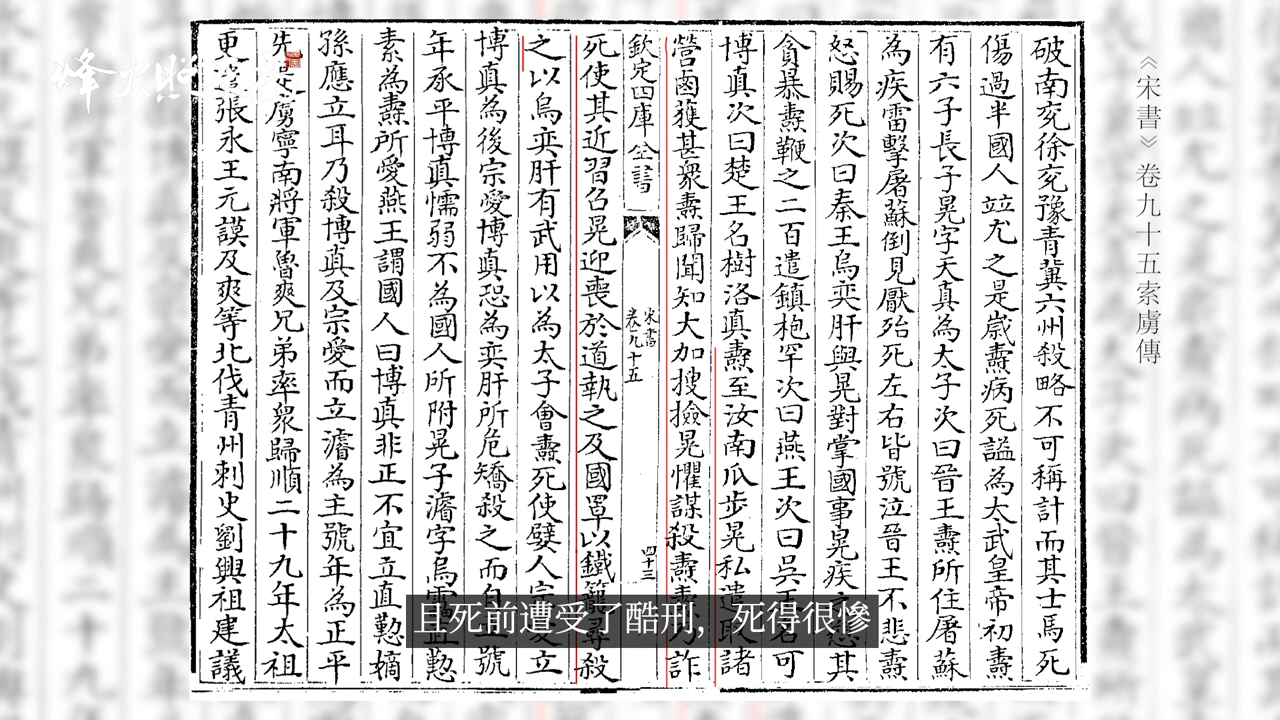 《宋書》卷九十五索虜傳
破南兖徐兖豫青冀六州殺略不可稱計而其士馬死
傷過半國人竝尤之是歲燾病死謚為太武皇帝初燾
有六子長子晃字天真為太子次曰晉王燾所住屠蘇
為疾雷擊屠蘇倒見厭殆死左右皆號泣晉王不悲燾
怒賜死次曰秦王烏奕肝與晃對掌國事晃疾之愬其
貪暴燾鞭之二百遣鎮枹罕次曰燕王次曰吳王名可
博真次曰楚王名樹洛真燾至汝南瓜步晃私遣取諸
營鹵獲甚衆燾歸聞知大加搜撿晃懼謀殺燾燾乃詐
欽定四庫全書
宋書
卷九十五
四十三
死使其近習召晃迎喪於道執之及國罩以鐵籠尋殺
之以烏奕肝有武用以為太子會燾死使嬖人宗愛立
博真為後宗愛博真恐為奕肝所危矯殺之而自立號
年承平博真懦弱不為國人所附晃子濬字烏雷直懃
素為燾所愛燕王謂國人曰博真非正不宜立直懃嫡
孫應立耳乃殺博真及宗愛而立濬為主號年為正平
先是虜寧南將軍魯爽兄弟率衆歸順二十九年太祖
更遣張永王元謨及爽等北伐青州刺史劉興祖建議
烽火
且死前遭受了酷刑，死得很慘